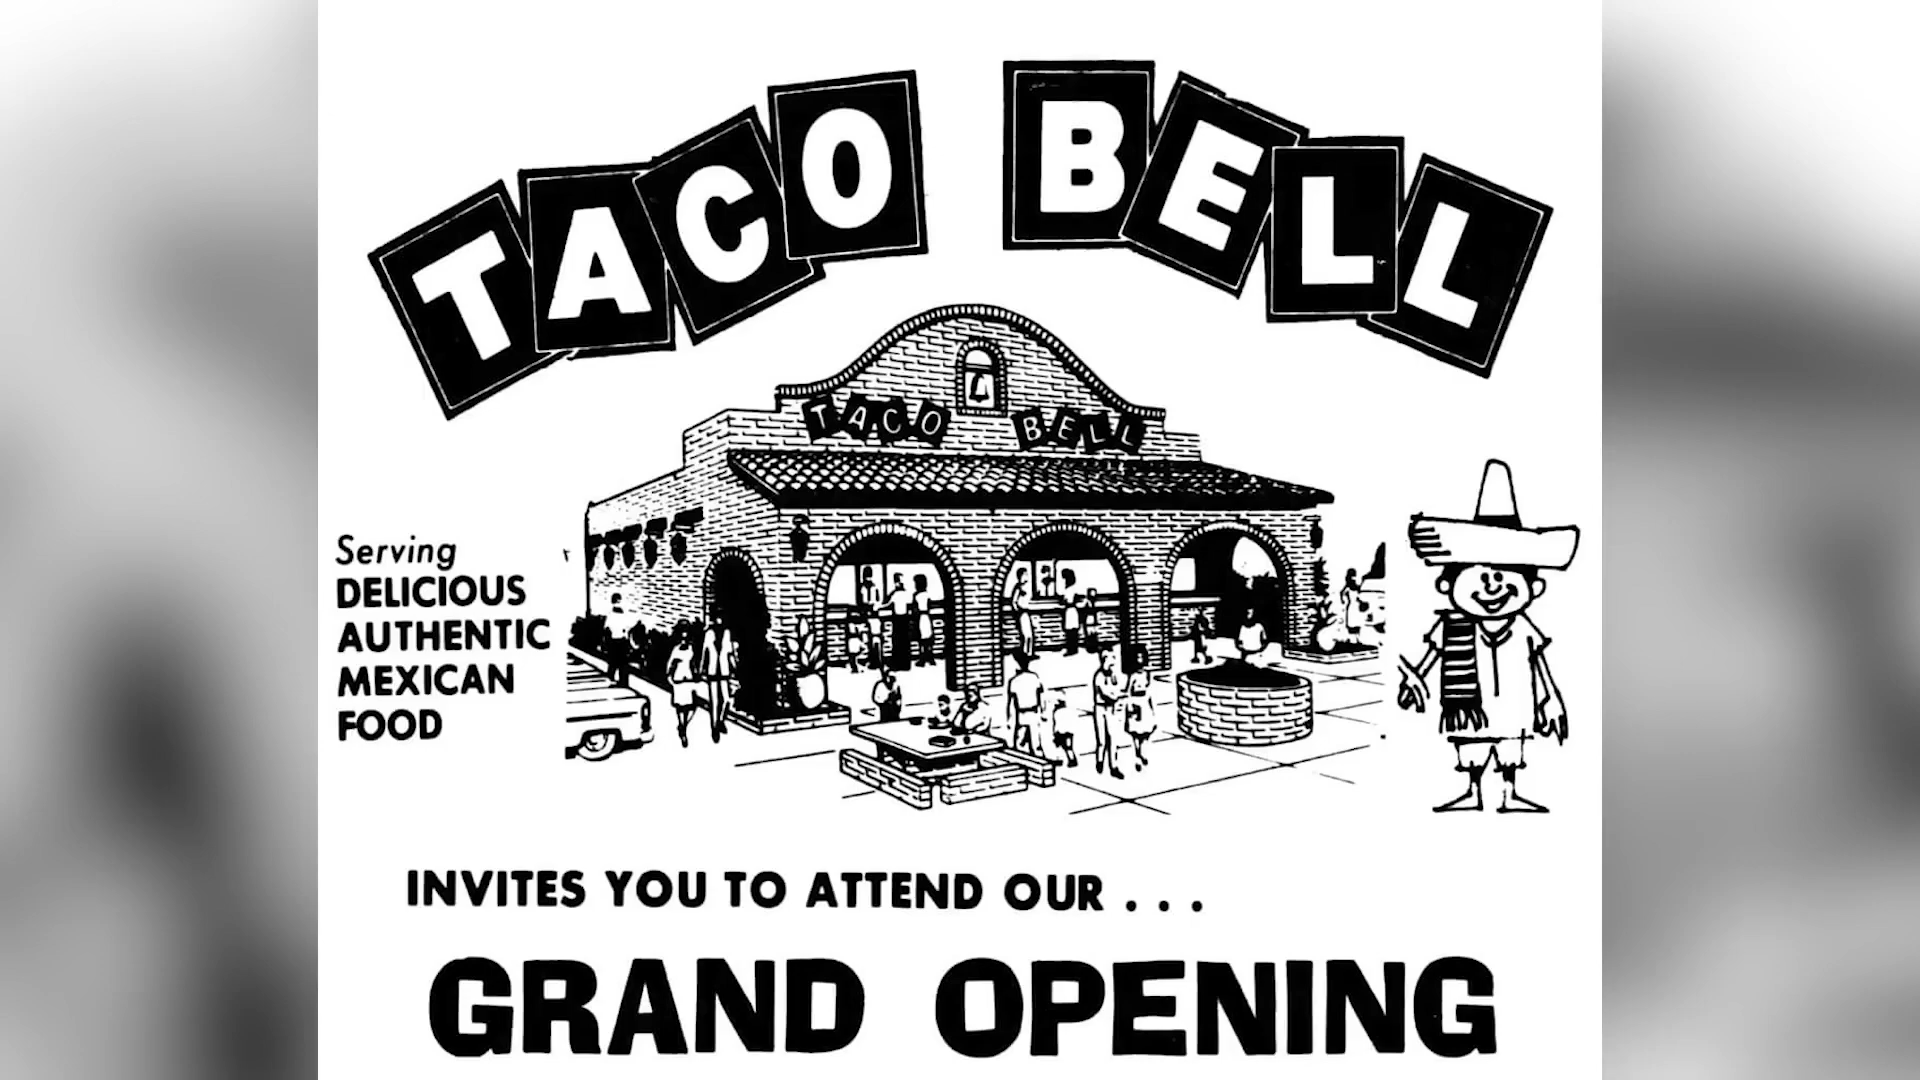 TACO BELL
TACO BELL
Serving
DELICIOUS
AUTHENTIC
MEXICAN
FOOD
INVITES YOU TO ATTEND OUR . . .
GRAND OPENING